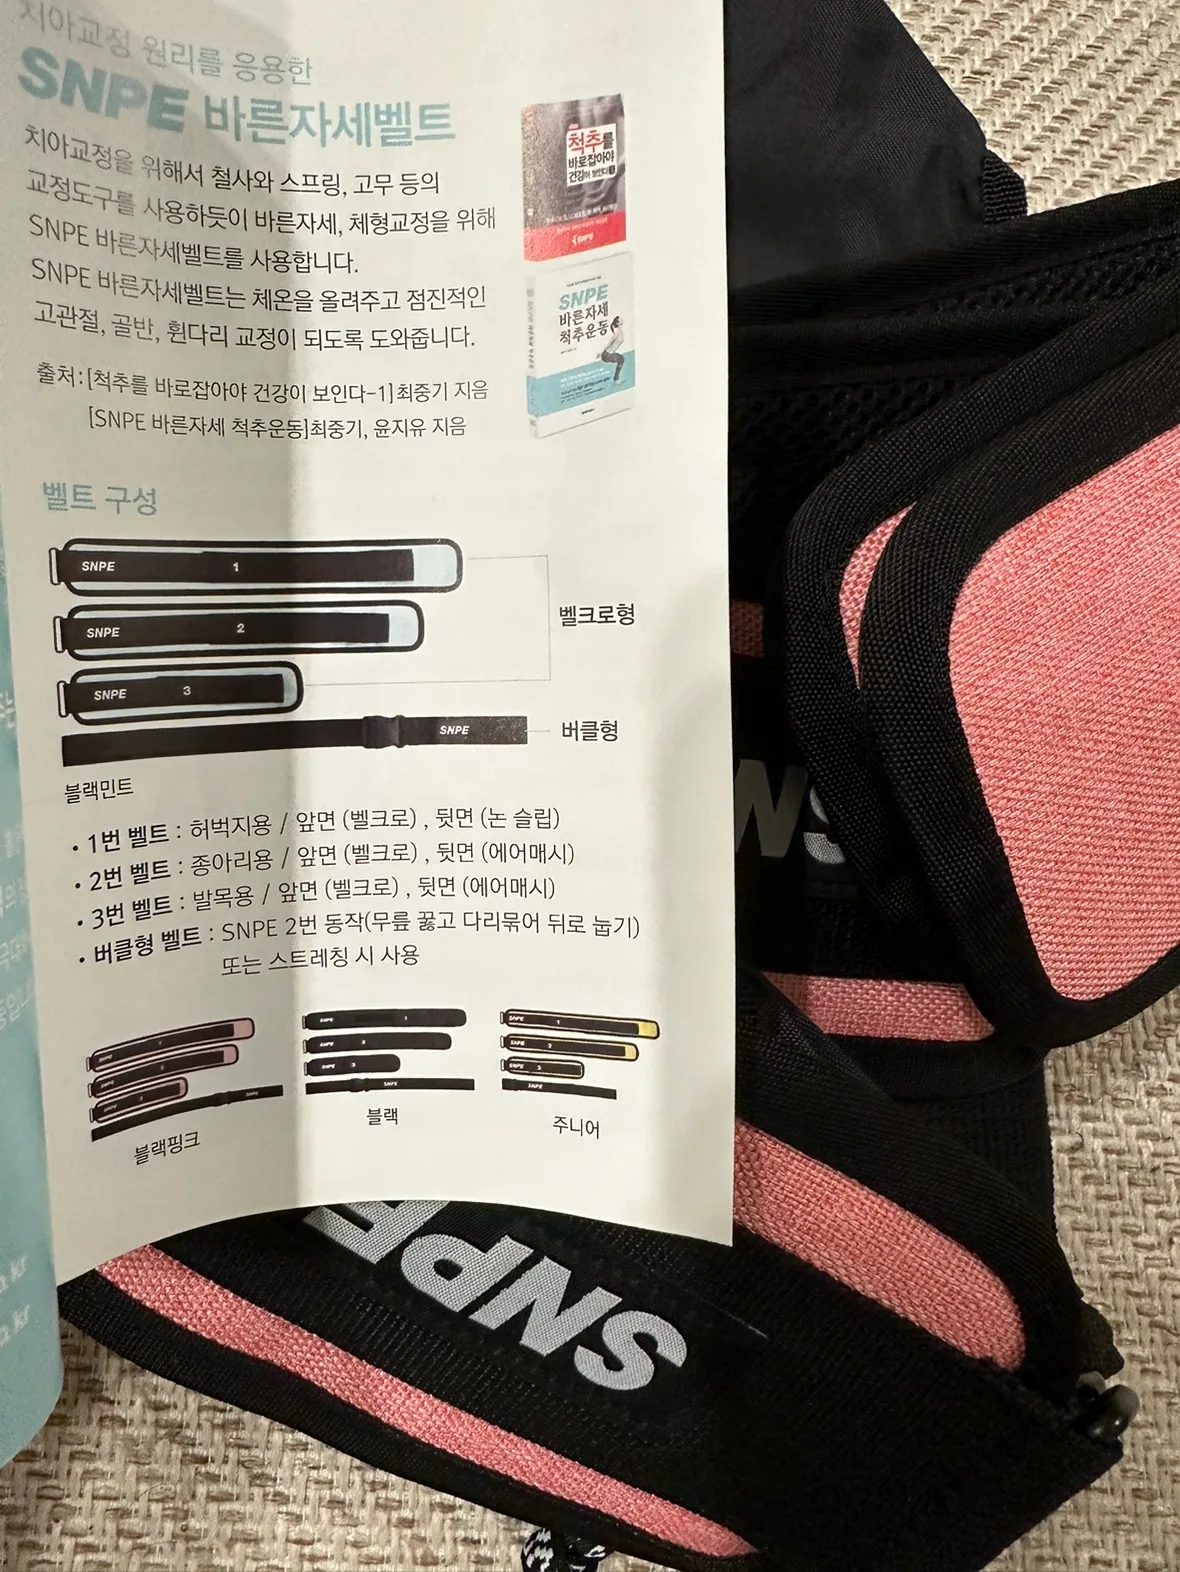 치아교정 원리를 응용한
SNPE 바른자세벨트
치아교정을 위해서 철사와 스프링, 고무 등의
교정도구를 사용하듯이 바른자세, 체형교정을 위해
SNPE 바른자세벨트를 사용합니다.
SNPE 바른자세벨트는 체온을 올려주고 점진적인
고관절, 골반, 휜다리 교정이 되도록 도와줍니다.
출처:[척추를 바로잡아야 건강이 보인다-1]최중기 지음
[SNPE 바른자세 척추운동]최중기, 윤지유 지음
척추를
바로잡아야
건강이 보인다
SNPE
바른자세
척추운동
벨트 구성
SNPE 1
SNPE 2
SNPE 3
벨크로형
SNPE
버클형
블랙민트
• 1번 벨트 : 허벅지용 / 앞면 (벨크로) , 뒷면 (논 슬립)
• 2번 벨트 : 종아리용 / 앞면 (벨크로) , 뒷면 (에어매시)
• 3번 벨트 : 발목용 / 앞면 (벨크로) , 뒷면 (에어매시)
• 버클형 벨트 : SNPE 2번 동작(무릎 꿇고 다리묶어 뒤로 눕기)
또는 스트레칭 시 사용
SNPE 1
SNPE 2
SNPE 3
SNPE
SNPE 1
SNPE 2
SNPE 3
SNPE
블랙핑크
블랙
주니어
SNPE